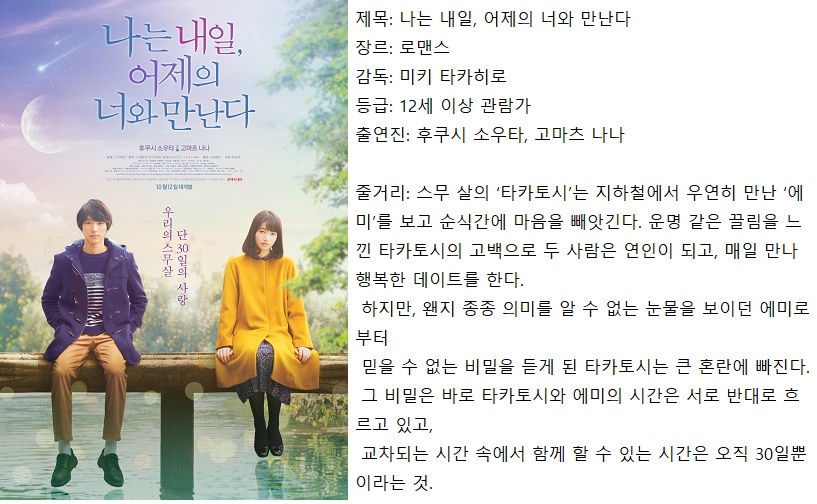 나는 내일,
어제의
너와 만난다
후쿠시 소우타 고마츠 나나
10월 12일 대개봉
우리의 스무살
단 30일의 사랑
제목: 나는 내일, 어제의 너와 만난다
장르: 로맨스
감독: 미키 타카히로
등급: 12세 이상 관람가
출연진: 후쿠시 소우타, 고마츠 나나
줄거리: 스무 살의 ‘타카토시’는 지하철에서 우연히 만난 ‘에
미’를 보고 순식간에 마음을 빼앗긴다. 운명 같은 끌림을 느
낀 타카토시의 고백으로 두 사람은 연인이 되고, 매일 만나
행복한 데이트를 한다.
하지만, 왠지 종종 의미를 알 수 없는 눈물을 보이던 에미로
부터
믿을 수 없는 비밀을 듣게 된 타카토시는 큰 혼란에 빠진다.
그 비밀은 바로 타카토시와 에미의 시간은 서로 반대로 흐
르고 있고,
교차되는 시간 속에서 함께 할 수 있는 시간은 오직 30일뿐
이라는 것.